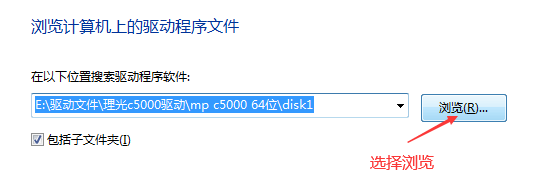 浏览计算机上的驱动程序文件
在以下位置搜索驱动程序软件:
E:\驱动文件\理光c5000驱动\mp c5000 64位\disk1
浏览(R)...
包括子文件夹(I)
选择浏览